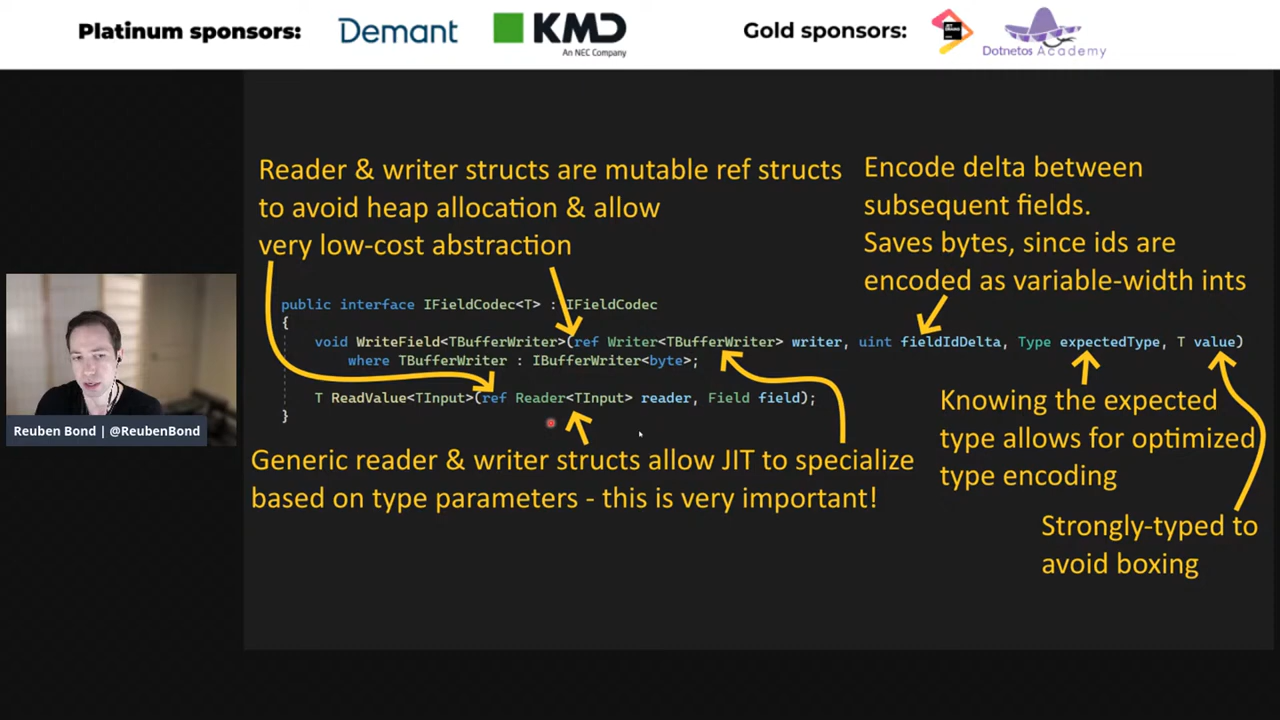 Platinum sponsors:
Demant
KMD
An NEC Company
Gold sponsors:
JET
BRAINS
Dotnetos Academy
Reader & writer structs are mutable ref structs
to avoid heap allocation & allow
very low-cost abstraction
Encode delta between
subsequent fields.
Saves bytes, since ids are
encoded as variable-width ints
public interface IFieldCodec<T> : IFieldCodec
{
void WriteField<TBufferWriter>(ref Writer<TBufferWriter> writer, uint fieldIdDelta, Type expectedType, T value)
where TBufferWriter : IBufferWriter<byte>;
T ReadValue<TInput>(ref Reader<TInput> reader, Field field);
}
Knowing the expected
type allows for optimized
type encoding
Generic reader & writer structs allow JIT to specialize
based on type parameters - this is very important!
Strongly-typed to
avoid boxing
Reuben Bond | @ReubenBond